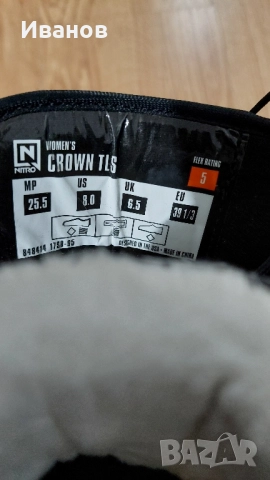 Иванов
WOMEN'S
CROWN TLS
FLEX RATING
5
NITRO
MP US UK EU
25.5 8.0 6.5 39 1/3
DESIGNED IN THE USA - MADE IN CHINA
BAZAR